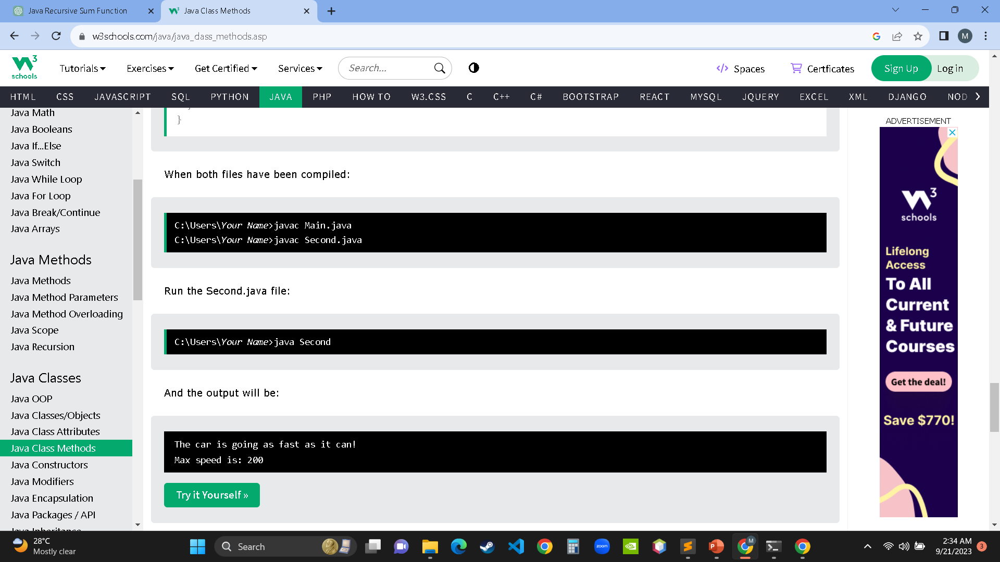 Java Recursive Sum Function
Java Class Methods
w3schools.com/java/java_class_methods.asp
M
3
schools
Tutorials
Exercises
Get Certified
Services
Search...
Spaces
Certficates
Sign Up
Log in
HTML
CSS
JAVASCRIPT
SQL
PYTHON
JAVA
PHP
HOW TO
W3.CSS
C
C++
C#
BOOTSTRAP
REACT
MYSQL
JQUERY
EXCEL
XML
DJANGO
NOD
Java Math
Java Booleans
Java If...Else
Java Switch
Java While Loop
Java For Loop
Java Break/Continue
Java Arrays
Java Methods
Java Methods
Java Method Parameters
Java Method Overloading
Java Scope
Java Recursion
Java Classes
Java OOP
Java Classes/Objects
Java Class Attributes
Java Class Methods
Java Constructors
Java Modifiers
Java Encapsulation
Java Packages / API
Java Inheritance
}
When both files have been compiled:
C:\Users\Your Name>javac Main.java
C:\Users\Your Name>javac Second.java
Run the Second.java file:
C:\Users\Your Name>java Second
And the output will be:
The car is going as fast as it can!
Max speed is: 200
Try it Yourself »
ADVERTISEMENT
3
schools
Lifelong
Access
To All
Current
& Future
Courses
Get the deal!
Save $770!
28°C
Mostly clear
Search
zoom
M
2:34 AM
9/21/2023
3